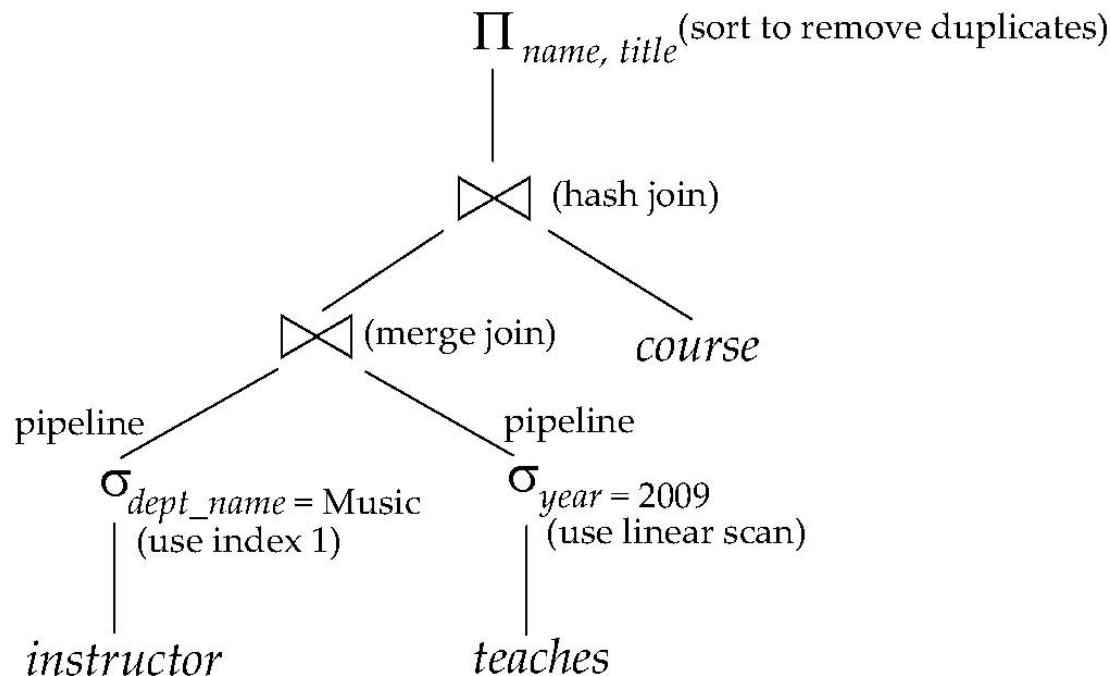 Π name, title (sort to remove duplicates)
(hash join)
(merge join)
course
pipeline
pipeline
σ dept_name = Music
(use index 1)
σ year = 2009
(use linear scan)
instructor
teaches